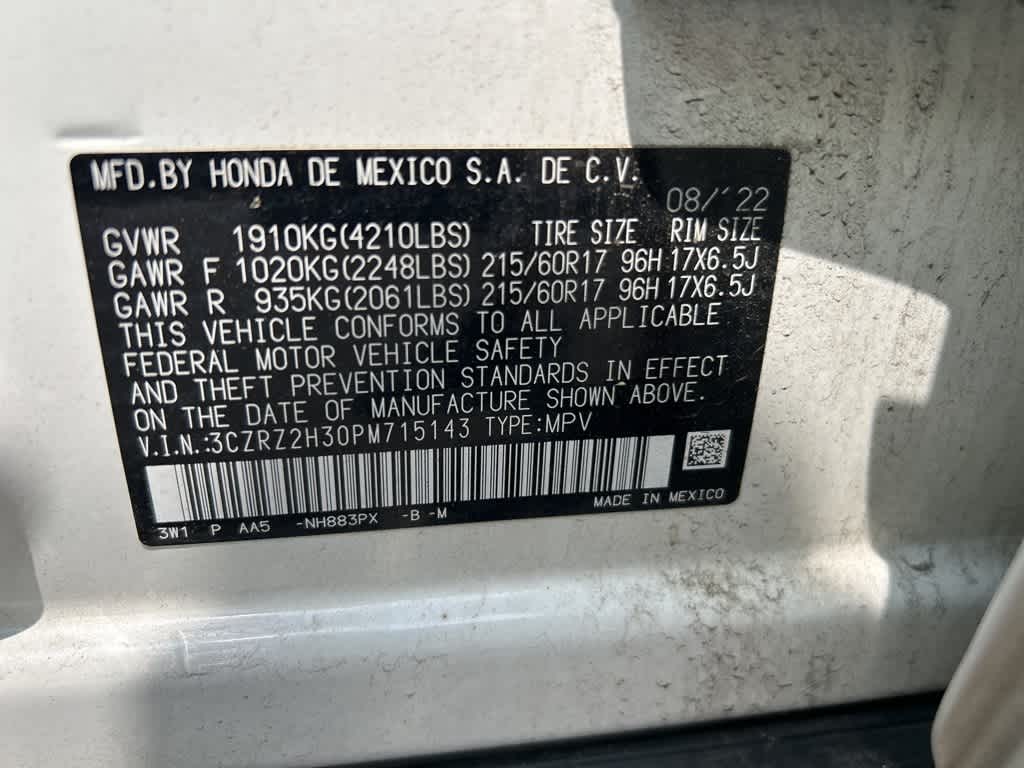 MFD.BY HONDA DE MEXICO S.A. DE C.V.
08/'22
GVWR 1910KG(4210LBS) TIRE SIZE RIM SIZE
GAWR F 1020KG(2248LBS) 215/60R17 96H 17X6.5J
GAWR R 935KG(2061LBS) 215/60R17 96H 17X6.5J
THIS VEHICLE CONFORMS TO ALL APPLICABLE
FEDERAL MOTOR VEHICLE SAFETY
AND THEFT PREVENTION STANDARDS IN EFFECT
ON THE DATE OF MANUFACTURE SHOWN ABOVE.
V.I.N.:3CZRZ2H30PM715143 TYPE:MPV
MADE IN MEXICO
3W1 P AA5 -NH883PX -B -M